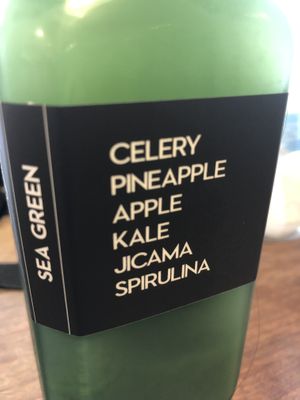 SEA GREEN
CELERY
PINEAPPLE
APPLE
KALE
JICAMA
SPIRULINA